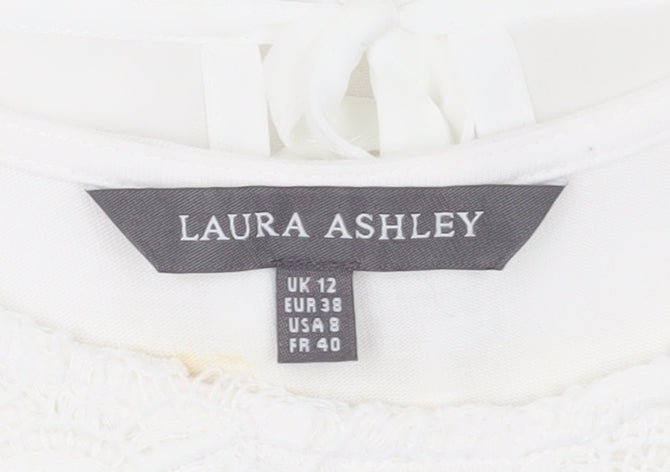 LAURA ASHLEY
UK 12
EUR 38
USA 8
FR 40